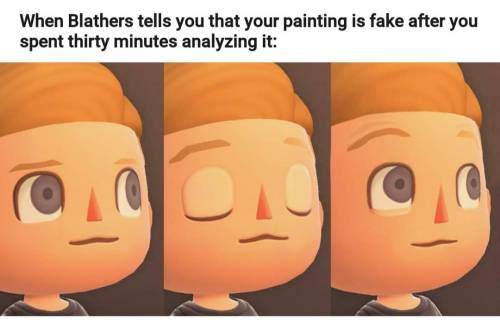 When Blathers tells you that your painting is fake after you
spent thirty minutes analyzing it: